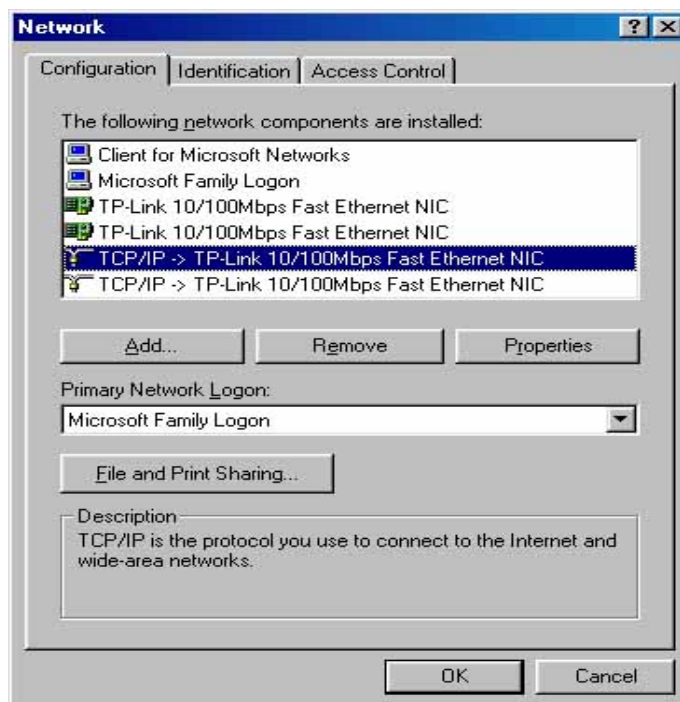 Network
Configuration Identification Access Control
The following network components are installed:
Client for Microsoft Networks
Microsoft Family Logon
TP-Link 10/100Mbps Fast Ethernet NIC
TP-Link 10/100Mbps Fast Ethernet NIC
TCP/IP -> TP-Link 10/100Mbps Fast Ethernet NIC
TCP/IP -> TP-Link 10/100Mbps Fast Ethernet NIC
Add... Remove Properties
Primary Network Logon:
Microsoft Family Logon
File and Print Sharing...
Description
TCP/IP is the protocol you use to connect to the Internet and
wide-area networks.
OK Cancel